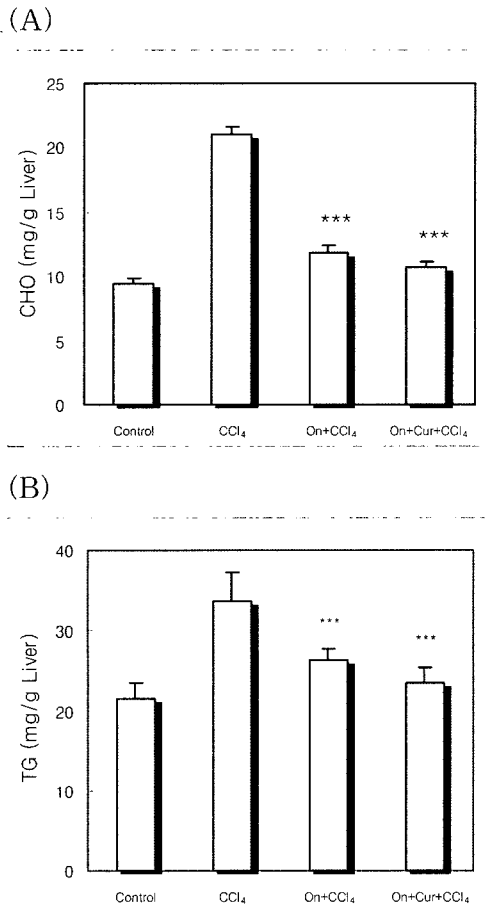 (A)
25
20
15
10
5
0
CHO (mg/g Liver)
***
***
Control
CCl₄
On+CCl₄
On+Cur+CCl₄
(B)
40
30
20
10
0
TG (mg/g Liver)
***
***
Control
CCl₄
On+CCl₄
On+Cur+CCl₄